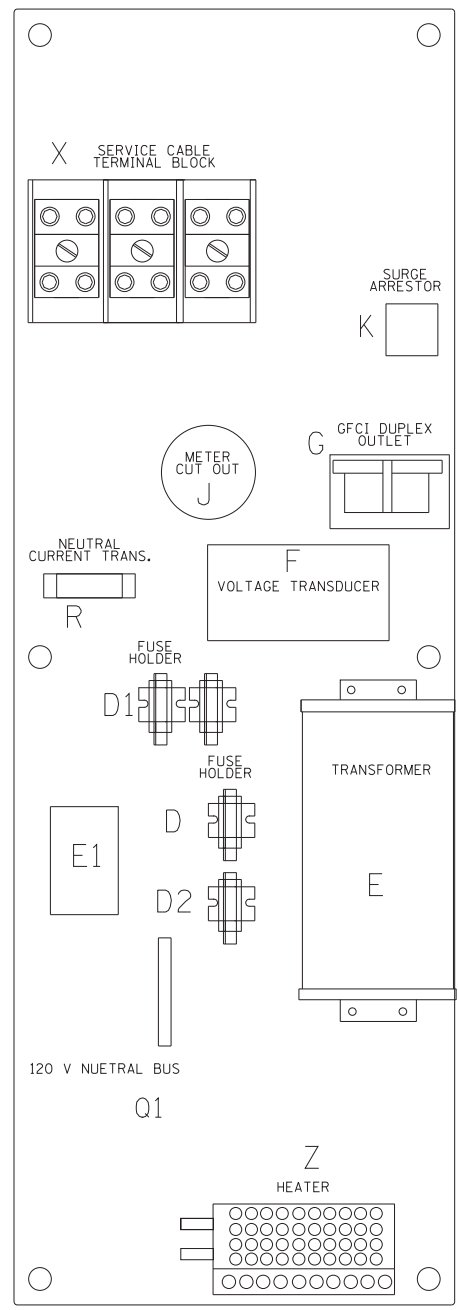 X
SERVICE CABLE
TERMINAL BLOCK
SURGE
ARRESTOR
K
G
GFCI DUPLEX
OUTLET
METER
CUT OUT
J
NEUTRAL
CURRENT TRANS.
R
F
VOLTAGE TRANSDUCER
FUSE
HOLDER
D1
FUSE
HOLDER
TRANSFORMER
D
E1
E
D2
120 V NUETRAL BUS
Q1
Z
HEATER